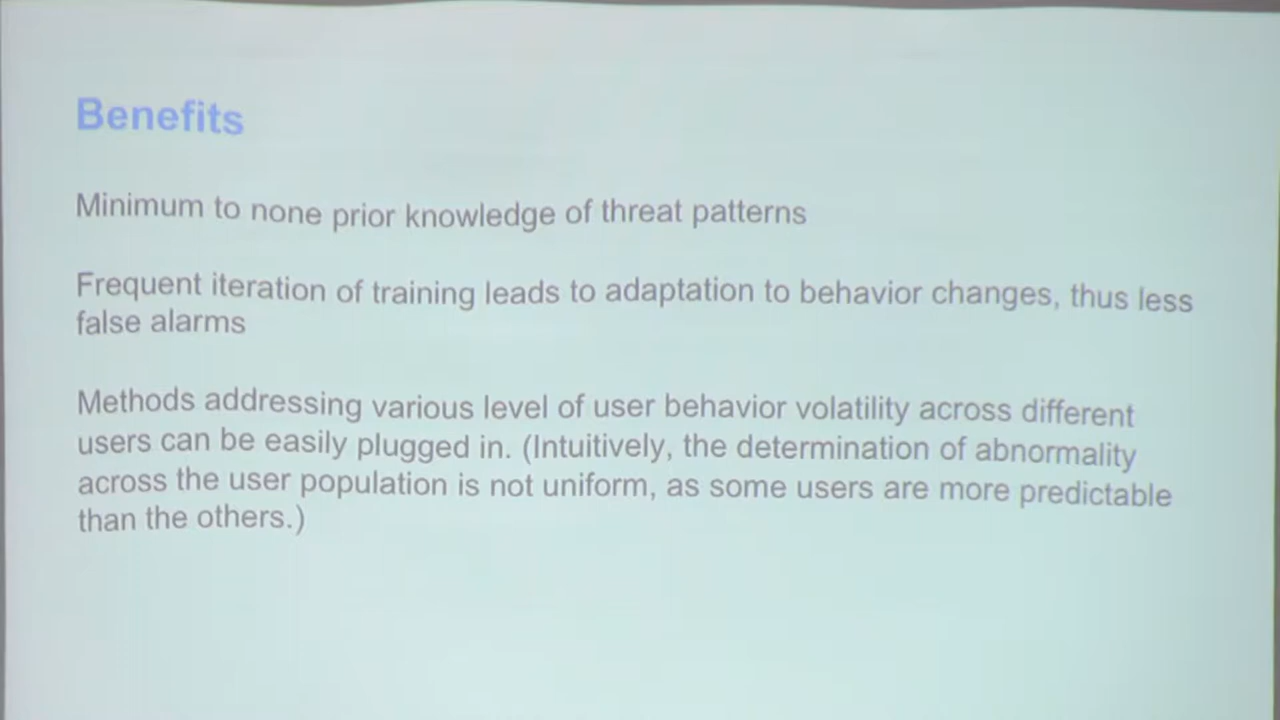 Benefits
Minimum to none prior knowledge of threat patterns
Frequent iteration of training leads to adaptation to behavior changes, thus less
false alarms
Methods addressing various level of user behavior volatility across different
users can be easily plugged in. (Intuitively, the determination of abnormality
across the user population is not uniform, as some users are more predictable
than the others.)